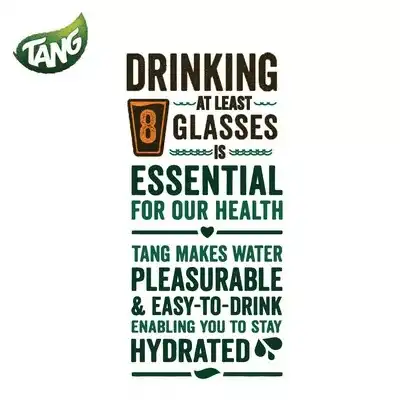 TANG
DRINKING
AT LEAST
8 GLASSES
IS
ESSENTIAL
FOR OUR HEALTH
TANG MAKES WATER
PLEASURABLE
& EASY-TO-DRINK
ENABLING YOU TO STAY
HYDRATED